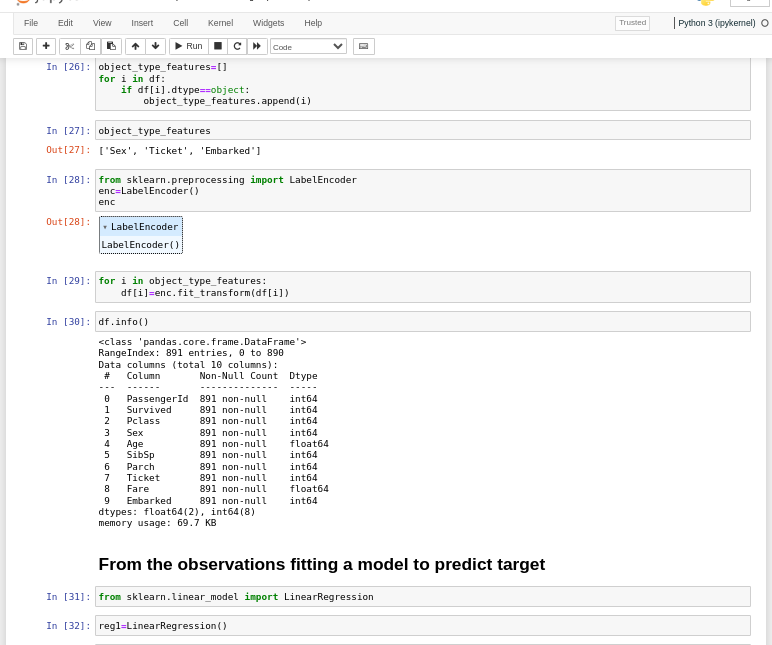 File Edit View Insert Cell Kernel Widgets Help Trusted Python 3 (ipykernel)
Run Code
In [26]: object_type_features=[]
for i in df:
    if df[i].dtype==object:
        object_type_features.append(i)
In [27]: object_type_features
Out[27]: ['Sex', 'Ticket', 'Embarked']
In [28]: from sklearn.preprocessing import LabelEncoder
enc=LabelEncoder()
enc
Out[28]: ▾ LabelEncoder
LabelEncoder()
In [29]: for i in object_type_features:
    df[i]=enc.fit_transform(df[i])
In [30]: df.info()
<class 'pandas.core.frame.DataFrame'>
RangeIndex: 891 entries, 0 to 890
Data columns (total 10 columns):
 #   Column       Non-Null Count  Dtype
---  ------       --------------  -----
 0   PassengerId  891 non-null    int64
 1   Survived     891 non-null    int64
 2   Pclass       891 non-null    int64
 3   Sex          891 non-null    int64
 4   Age          891 non-null    float64
 5   SibSp        891 non-null    int64
 6   Parch        891 non-null    int64
 7   Ticket       891 non-null    int64
 8   Fare         891 non-null    float64
 9   Embarked     891 non-null    int64
dtypes: float64(2), int64(8)
memory usage: 69.7 KB
From the observations fitting a model to predict target
In [31]: from sklearn.linear_model import LinearRegression
In [32]: reg1=LinearRegression()